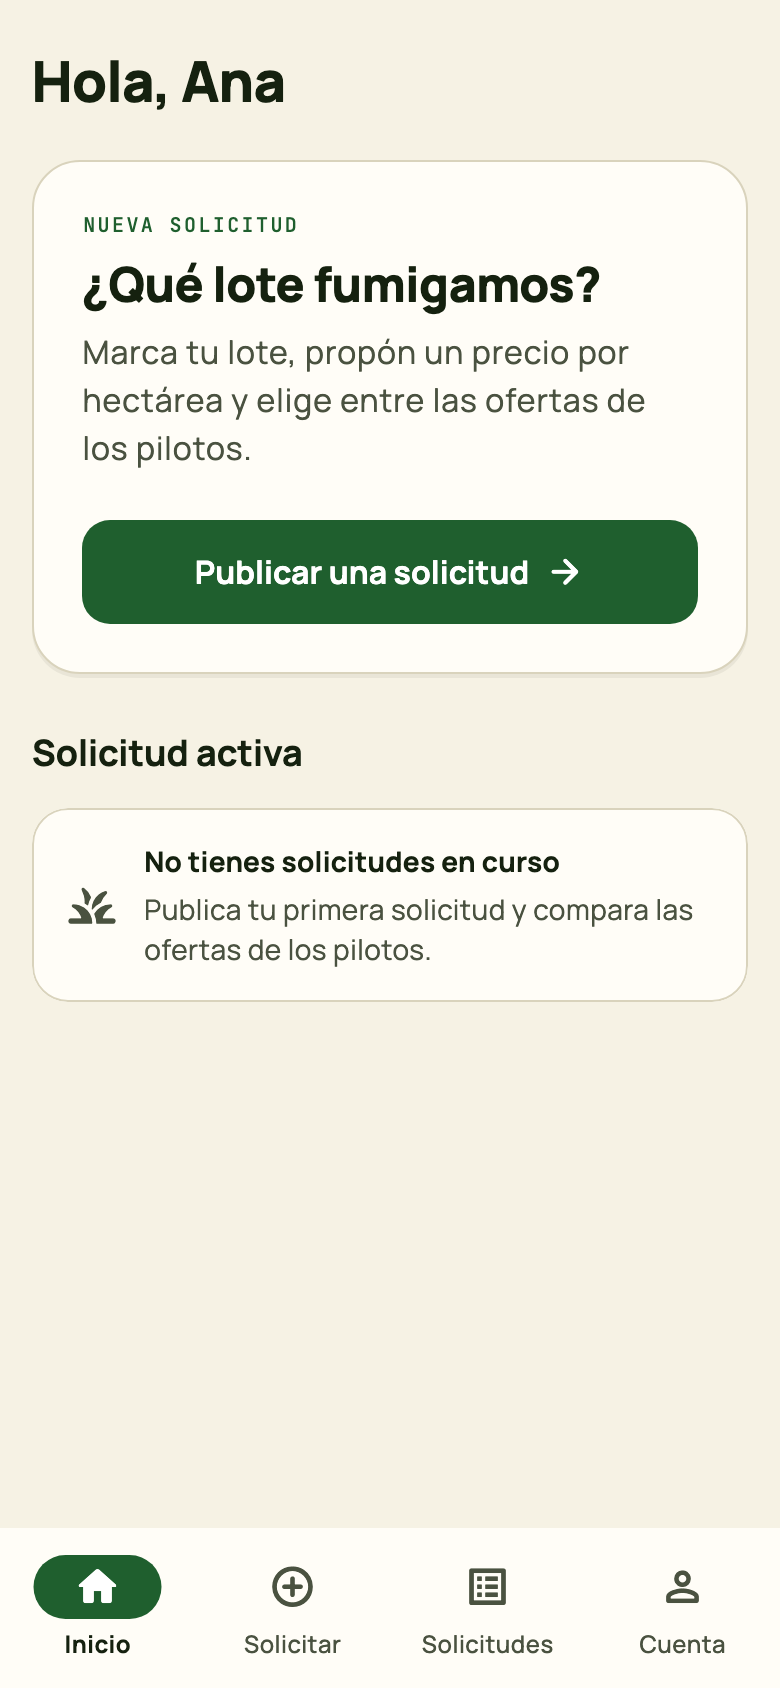 Hola, Ana
NUEVA SOLICITUD
¿Qué lote fumigamos?
Marca tu lote, propón un precio por
hectárea y elige entre las ofertas de
los pilotos.
Publicar una solicitud →
Solicitud activa
No tienes solicitudes en curso
Publica tu primera solicitud y compara las
ofertas de los pilotos.
Inicio
Solicitar
Solicitudes
Cuenta